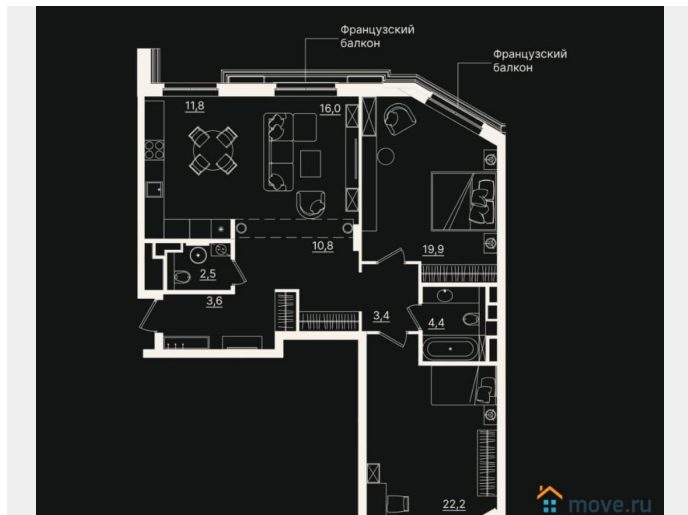 Французский
балкон
Французский
балкон
11,8
16,0
10,8
19,9
2,5
3,6
3,4
4,4
22,2
move.ru